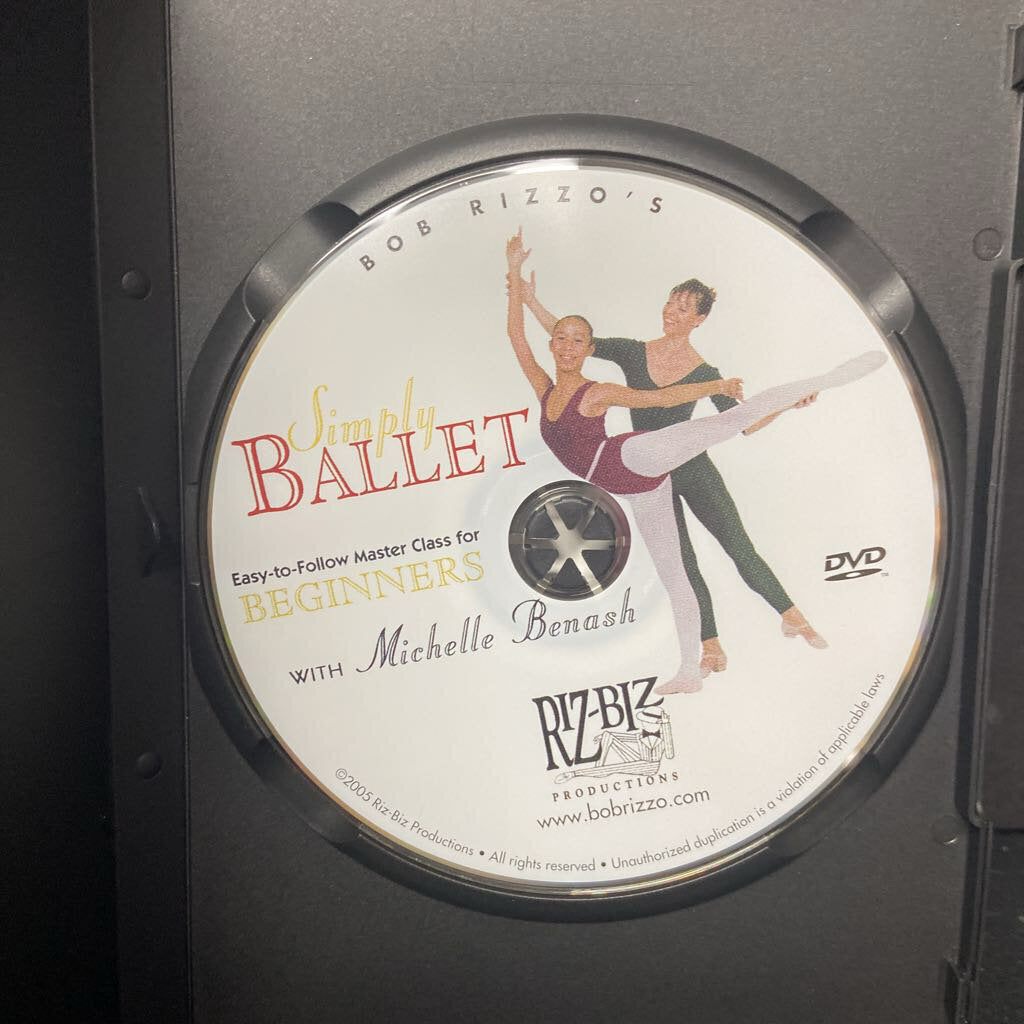 BOB RIZZO'S
Simply
BALLET
Easy-to-Follow Master Class for
BEGINNERS
WITH Michelle Benash
DVD
TM
RIZ-BIZ
PRODUCTIONS
www.bobrizzo.com
©2005 Riz-Biz Productions • All rights reserved • Unauthorized duplication is a violation of applicable laws